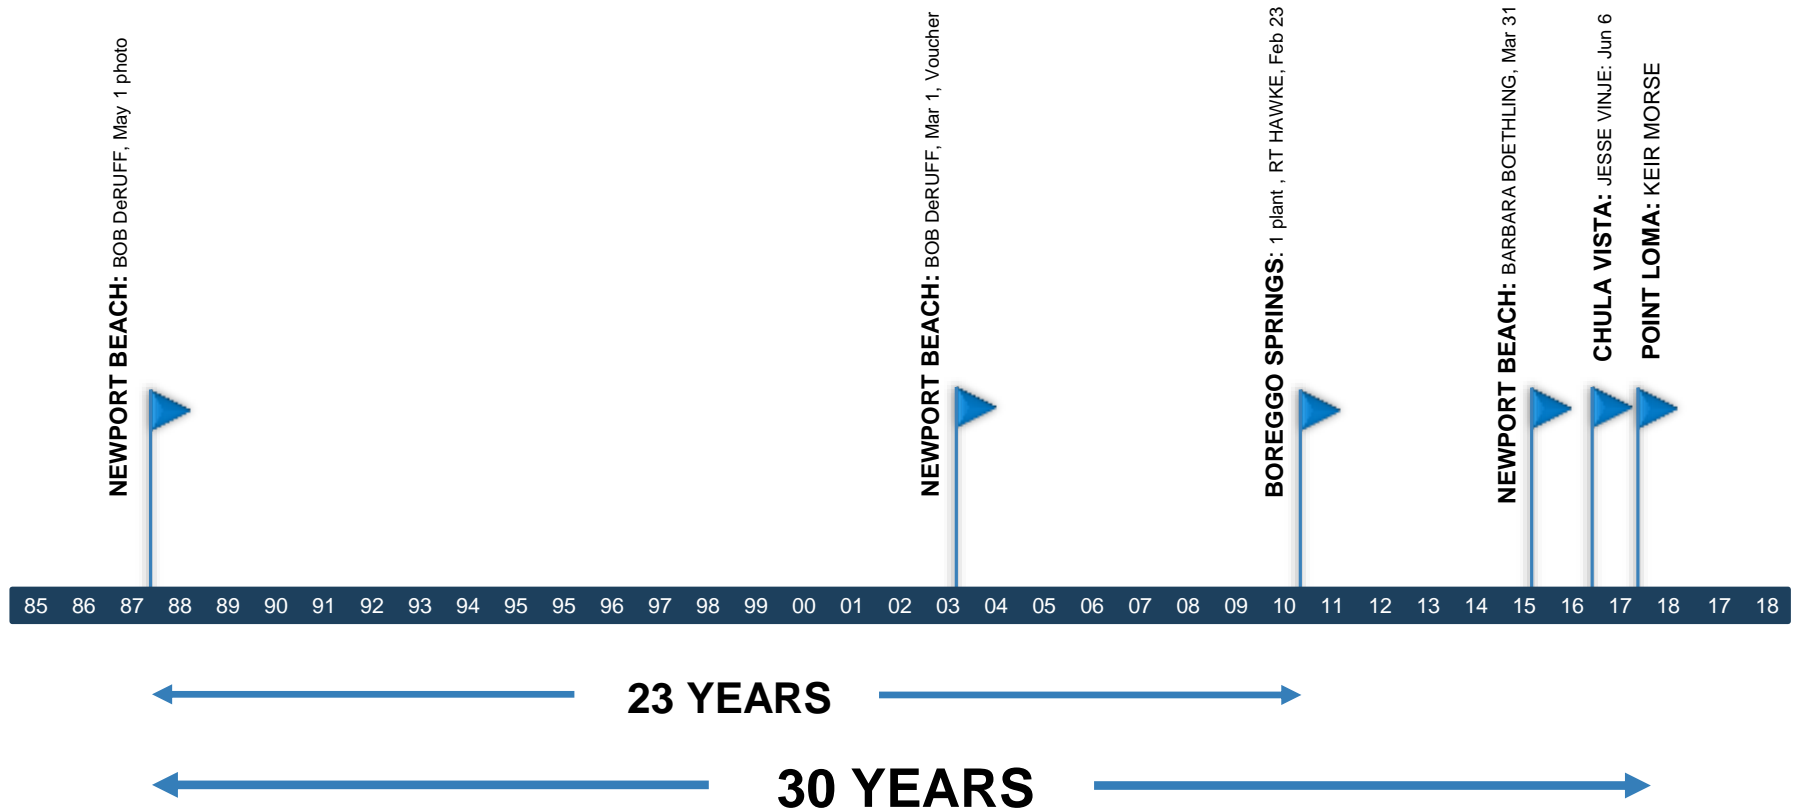 NEWPORT BEACH: BOB DeRUFF, May 1 photo
NEWPORT BEACH: BOB DeRUFF, Mar 1, Voucher
BOREGGO SPRINGS: 1 plant , RT HAWKE, Feb 23
NEWPORT BEACH: BARBARA BOETHLING, Mar 31
CHULA VISTA: JESSE VINJE: Jun 6
POINT LOMA: KEIR MORSE
85 86 87 88 89 90 91 92 93 94 95 95 96 97 98 99 00 01 02 03 04 05 06 07 08 09 10 11 12 13 14 15 16 17 18 17 18
23 YEARS
30 YEARS